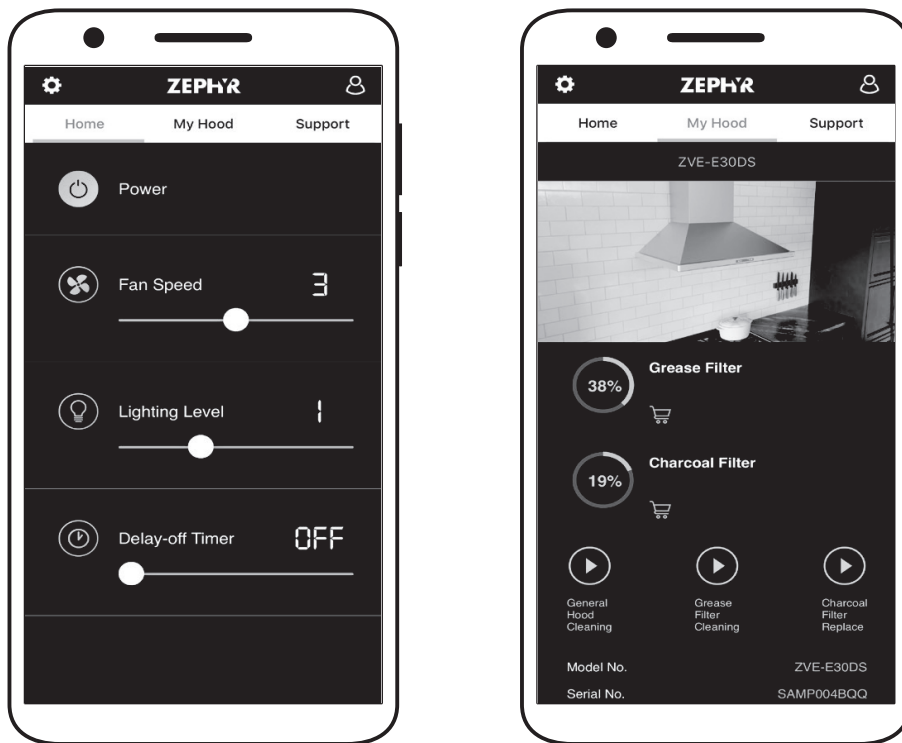 ZEPHYR
Home My Hood Support
Power
Fan Speed 3
Lighting Level 1
Delay-off Timer OFF
ZEPHYR
Home My Hood Support
ZVE-E30DS
Grease Filter
38%
Charcoal Filter
19%
General
Hood
Cleaning
Grease
Filter
Cleaning
Charcoal
Filter
Replace
Model No. ZVE-E30DS
Serial No. SAMP004BQQ